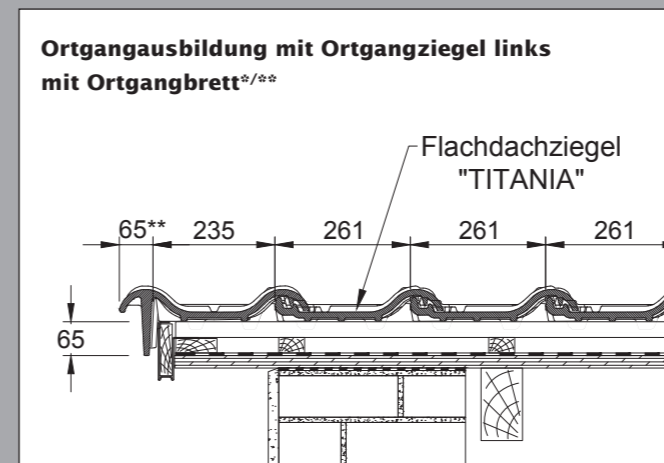 Ortgangausbildung mit Ortgangziegel links
mit Ortgangbrett*/**
Flachdachziegel
"TITANIA"
65** 235 261 261 261
65